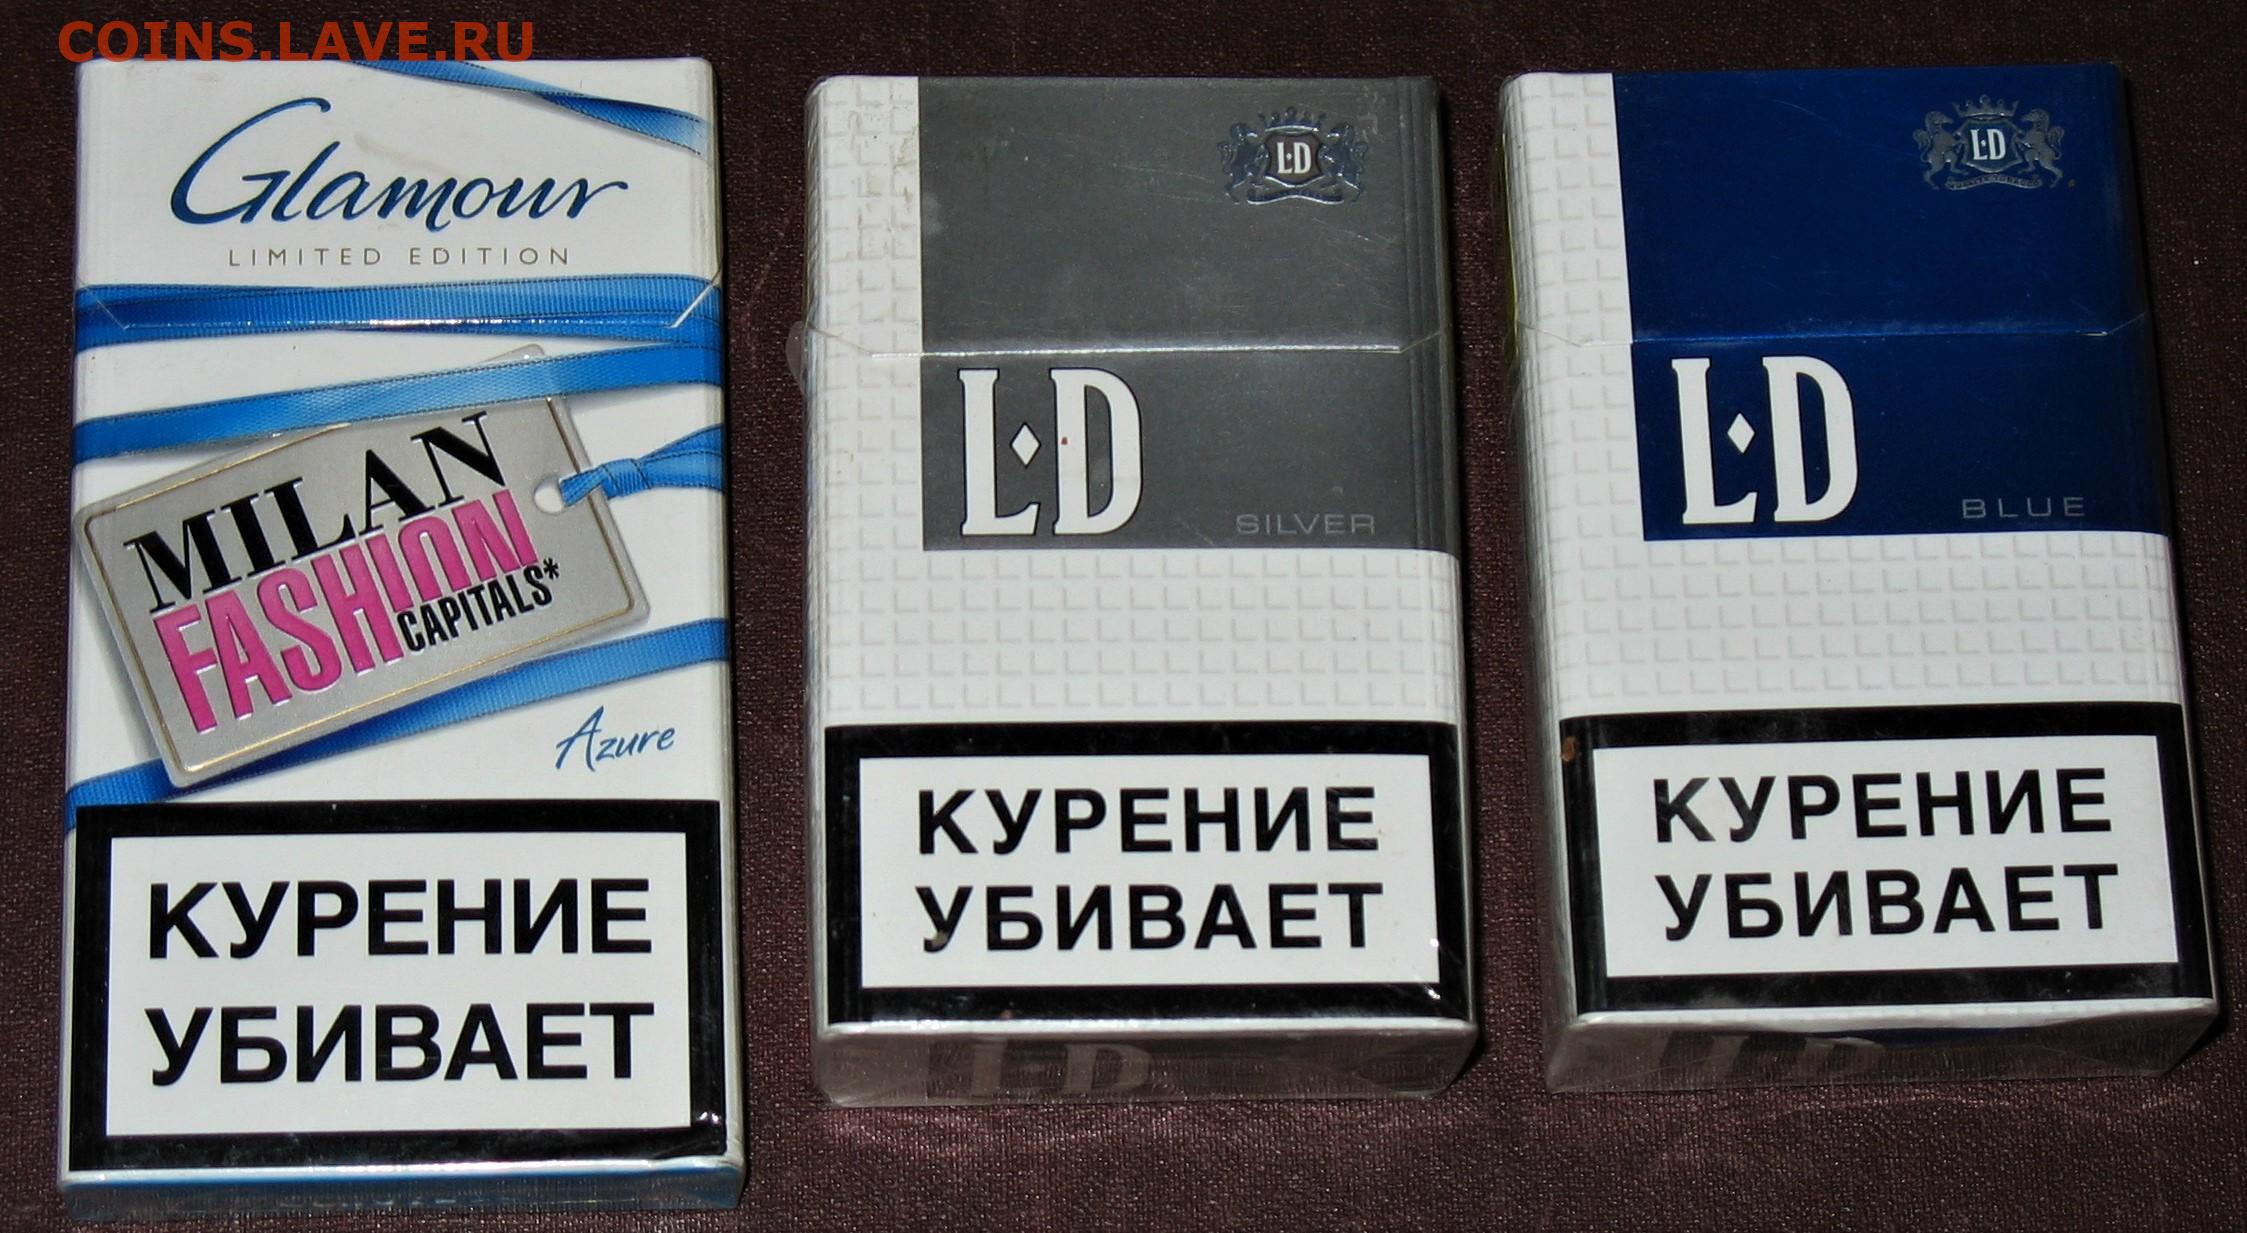 COINS.LAVE.RU
Glamour
LIMITED EDITION
MILAN
FASHION
CAPITALS*
Azure
КУРЕНИЕ
УБИВАЕТ
L·D
L·D
SILVER
КУРЕНИЕ
УБИВАЕТ
L·D
L·D
L·D
BLUE
КУРЕНИЕ
УБИВАЕТ
L·D